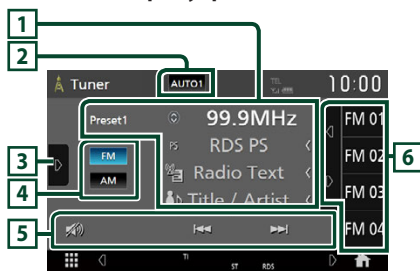 1
2
Tuner AUTO1 TEL 10:00
Preset1 99.9MHz FM 01
PS RDS PS
FM FM 02 6
3 Radio Text
4 AM FM 03
Title / Artist
5 FM 04
TI ST RDS